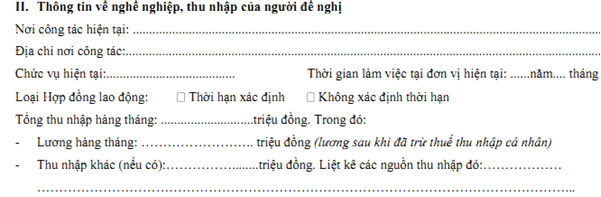 II. Thông tin về nghề nghiệp, thu nhập của người đề nghị
Nơi công tác hiện tại: ................................................................................................
Địa chỉ nơi công tác:..................................................................................................
Chức vụ hiện tại:...................................... Thời gian làm việc tại đơn vị hiện tại: ......năm.... tháng
Loại Hợp đồng lao động: □ Thời hạn xác định □ Không xác định thời hạn
Tổng thu nhập hàng tháng: ...........................triệu đồng. Trong đó:
- Lương hàng tháng: …………………….. triệu đồng (lương sau khi đã trừ thuế thu nhập cá nhân)
- Thu nhập khác (nếu có):……………........triệu đồng. Liệt kê các nguồn thu nhập đó:………………
………………………………………………………………………………………………..